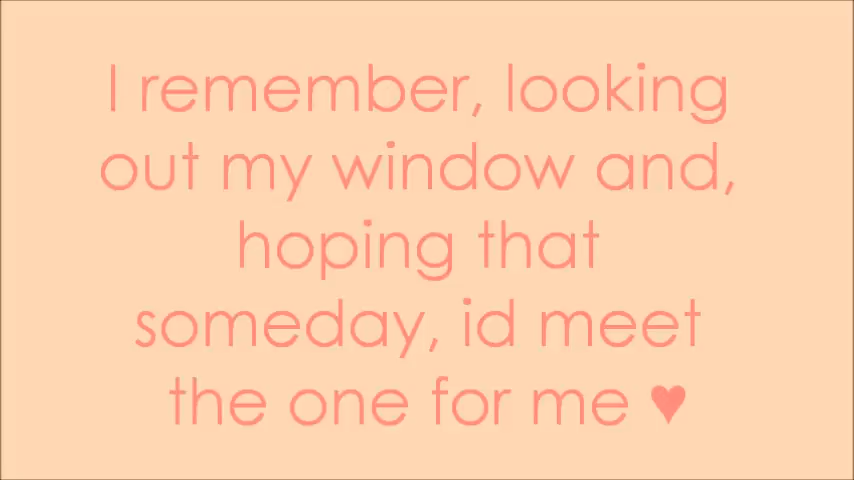 I remember, looking
out my window and,
hoping that
someday, id meet
the one for me ♥